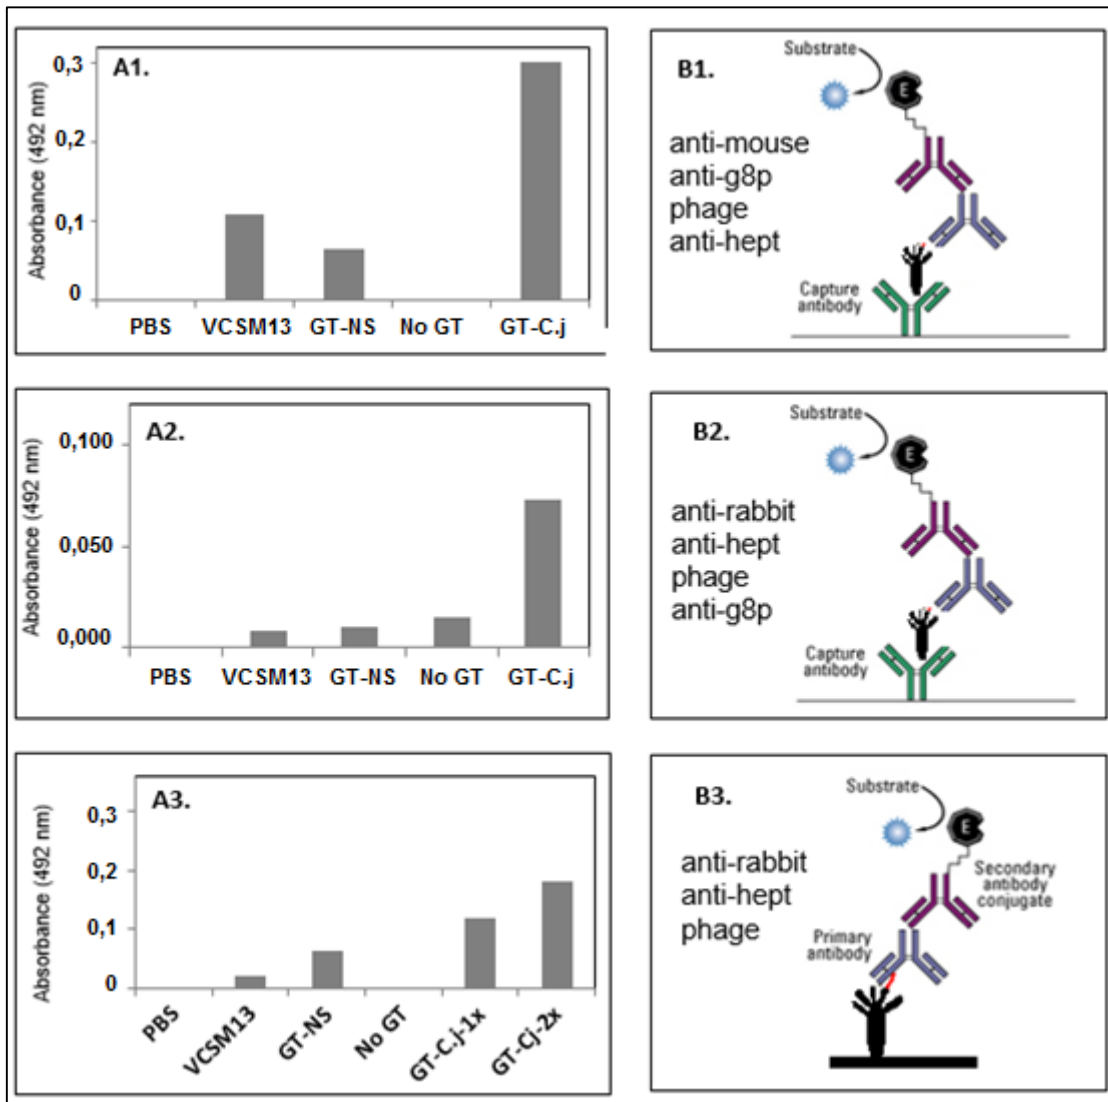 A1.
Absorbance (492 nm)
0,3
0,2
0,1
0
PBS VCSM13 GT-NS No GT GT-C.j
B1.
Substrate
E
anti-mouse
anti-g8p
phage
anti-hept
Capture
antibody
A2.
Absorbance (492 nm)
0,100
0,050
0,000
PBS VCSM13 GT-NS No GT GT-C.j
B2.
Substrate
E
anti-rabbit
anti-hept
phage
anti-g8p
Capture
antibody
A3.
Absorbance (492 nm)
0,3
0,2
0,1
0
PBS
VCSM13
GT-NS
No GT
GT-C.j-1x
GT-Cj-2x
B3.
Substrate
E
anti-rabbit
anti-hept
phage
Secondary
antibody
conjugate
Primary
antibody